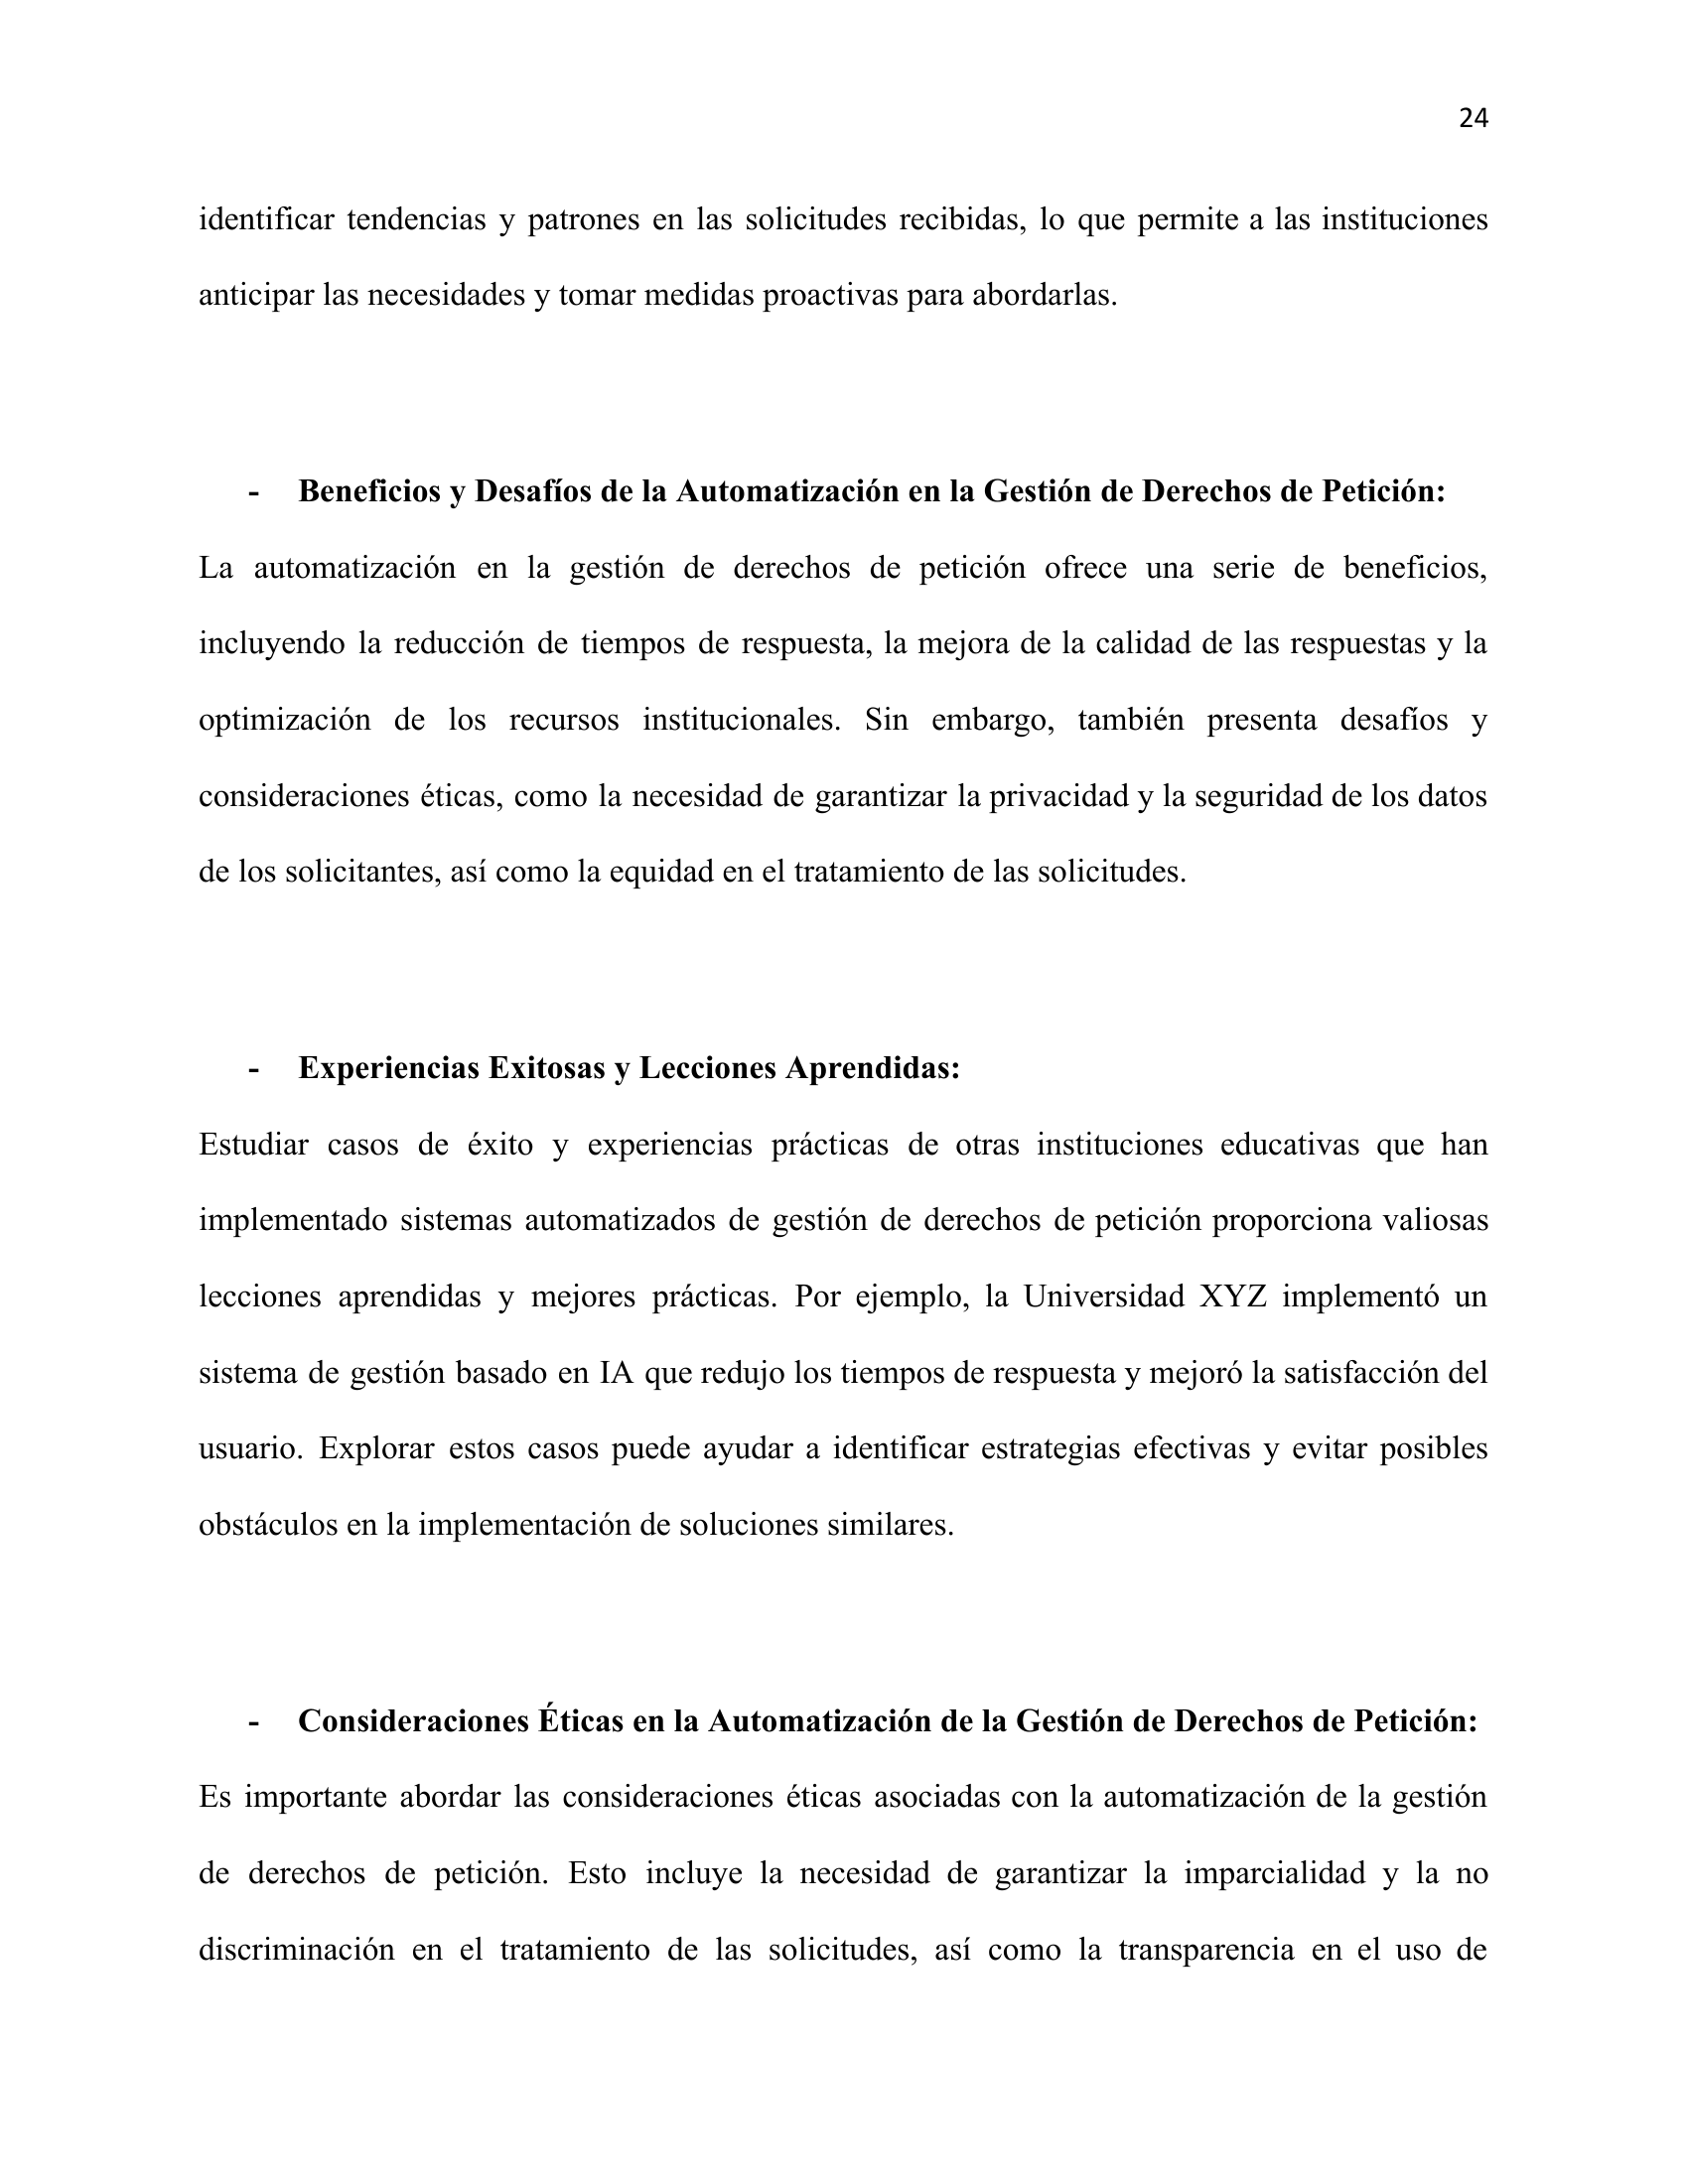 24
identificar tendencias y patrones en las solicitudes recibidas, lo que permite a las instituciones
anticipar las necesidades y tomar medidas proactivas para abordarlas.
- Beneficios y Desafíos de la Automatización en la Gestión de Derechos de Petición:
La automatización en la gestión de derechos de petición ofrece una serie de beneficios,
incluyendo la reducción de tiempos de respuesta, la mejora de la calidad de las respuestas y la
optimización de los recursos institucionales. Sin embargo, también presenta desafíos y
consideraciones éticas, como la necesidad de garantizar la privacidad y la seguridad de los datos
de los solicitantes, así como la equidad en el tratamiento de las solicitudes.
- Experiencias Exitosas y Lecciones Aprendidas:
Estudiar casos de éxito y experiencias prácticas de otras instituciones educativas que han
implementado sistemas automatizados de gestión de derechos de petición proporciona valiosas
lecciones aprendidas y mejores prácticas. Por ejemplo, la Universidad XYZ implementó un
sistema de gestión basado en IA que redujo los tiempos de respuesta y mejoró la satisfacción del
usuario. Explorar estos casos puede ayudar a identificar estrategias efectivas y evitar posibles
obstáculos en la implementación de soluciones similares.
- Consideraciones Éticas en la Automatización de la Gestión de Derechos de Petición:
Es importante abordar las consideraciones éticas asociadas con la automatización de la gestión
de derechos de petición. Esto incluye la necesidad de garantizar la imparcialidad y la no
discriminación en el tratamiento de las solicitudes, así como la transparencia en el uso de